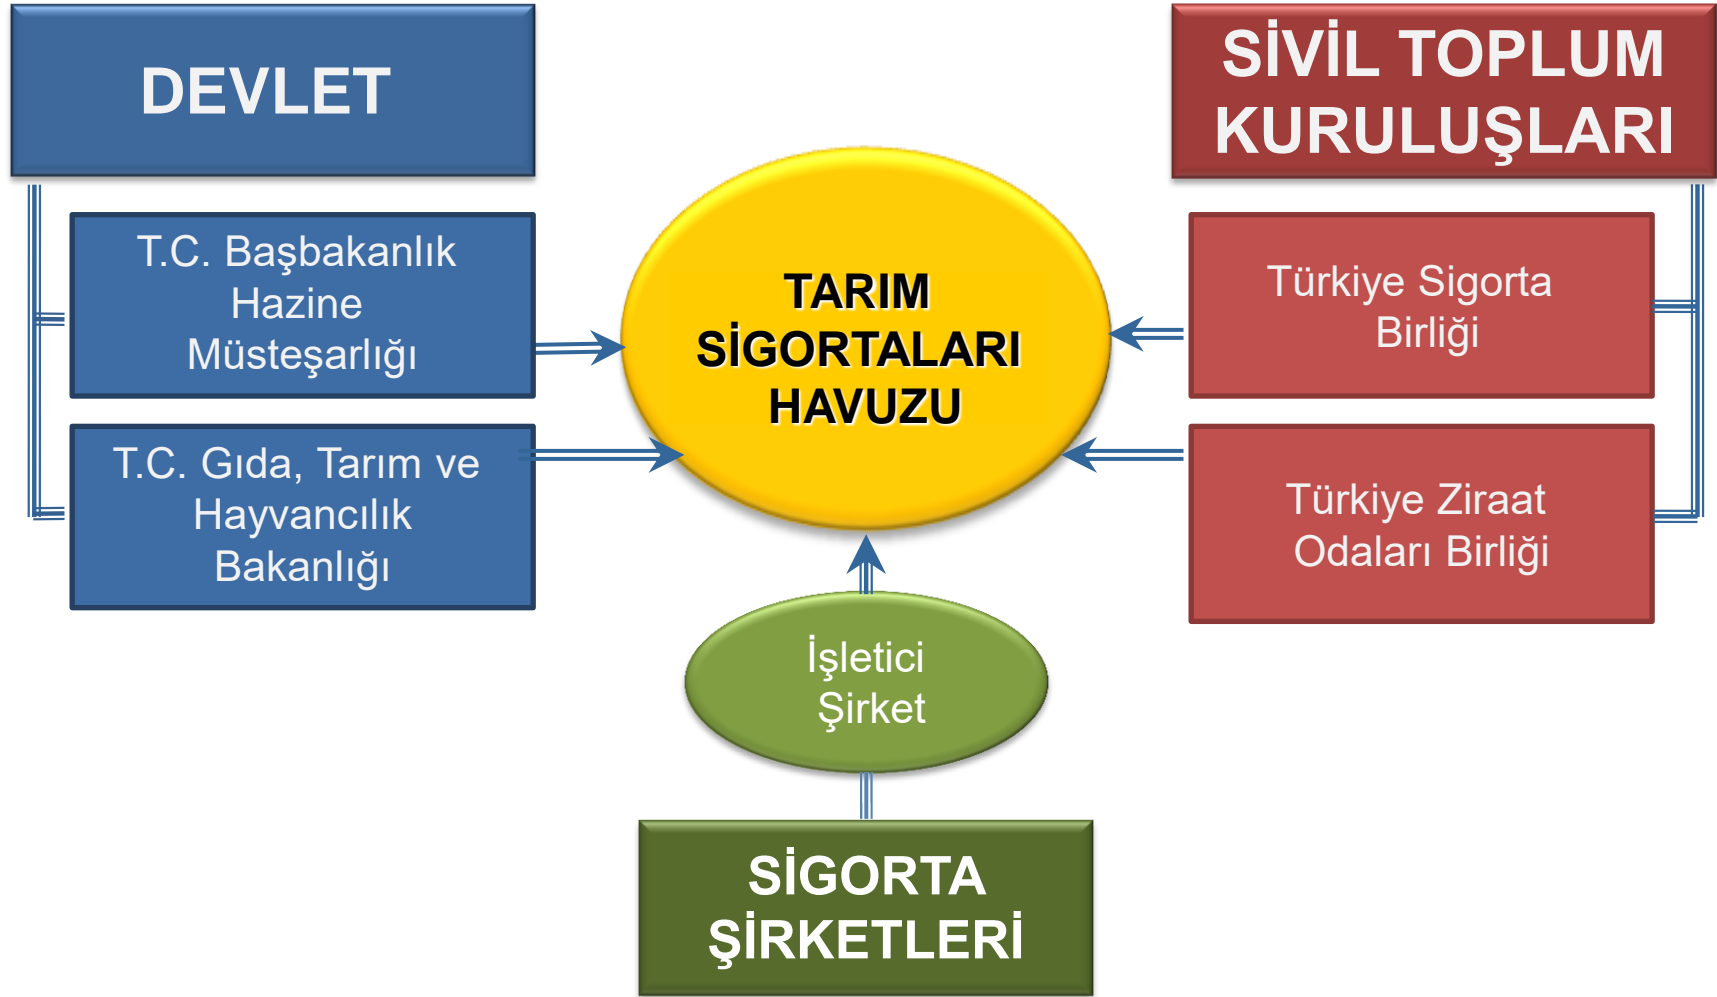 DEVLET
T.C. Başbakanlık
Hazine
Müsteşarlığı
T.C. Gıda, Tarım ve
Hayvancılık
Bakanlığı
TARIM
SİGORTALARI
HAVUZU
SİVİL TOPLUM
KURULUŞLARI
Türkiye Sigorta
Birliği
Türkiye Ziraat
Odaları Birliği
İşletici
Şirket
SİGORTA
ŞİRKETLERİ